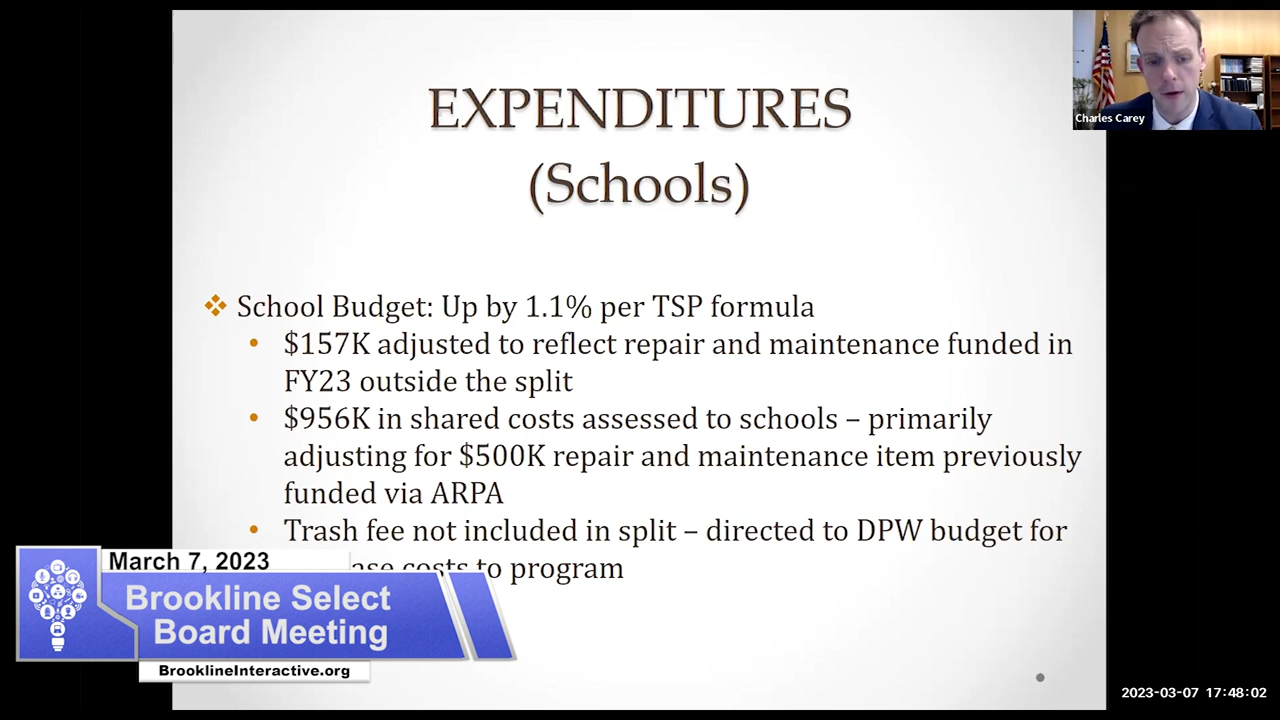 EXPENDITURES
(Schools)
Charles Carey
School Budget: Up by 1.1% per TSP formula
$157K adjusted to reflect repair and maintenance funded in
FY23 outside the split
$956K in shared costs assessed to schools – primarily
adjusting for $500K repair and maintenance item previously
funded via ARPA
Trash fee not included in split – directed to DPW budget for
costs to program
March 7, 2023
Brookline Select
Board Meeting
BrooklineInteractive.org
2023-03-07 17:48:02